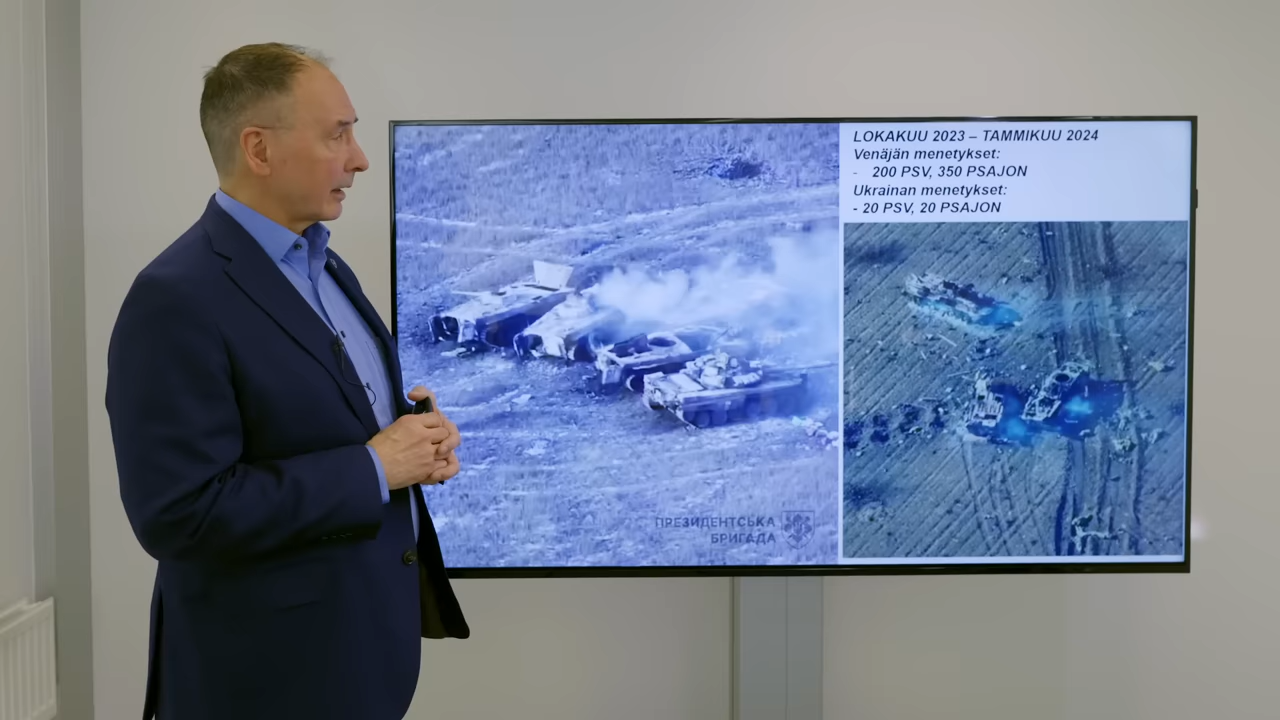 LOKAKUU 2023 – TAMMIKUU 2024
Venäjän menetykset:
- 200 PSV, 350 PSAJON
Ukrainan menetykset:
- 20 PSV, 20 PSAJON
ПРЕЗИДЕНТСЬКА
БРИГАДА